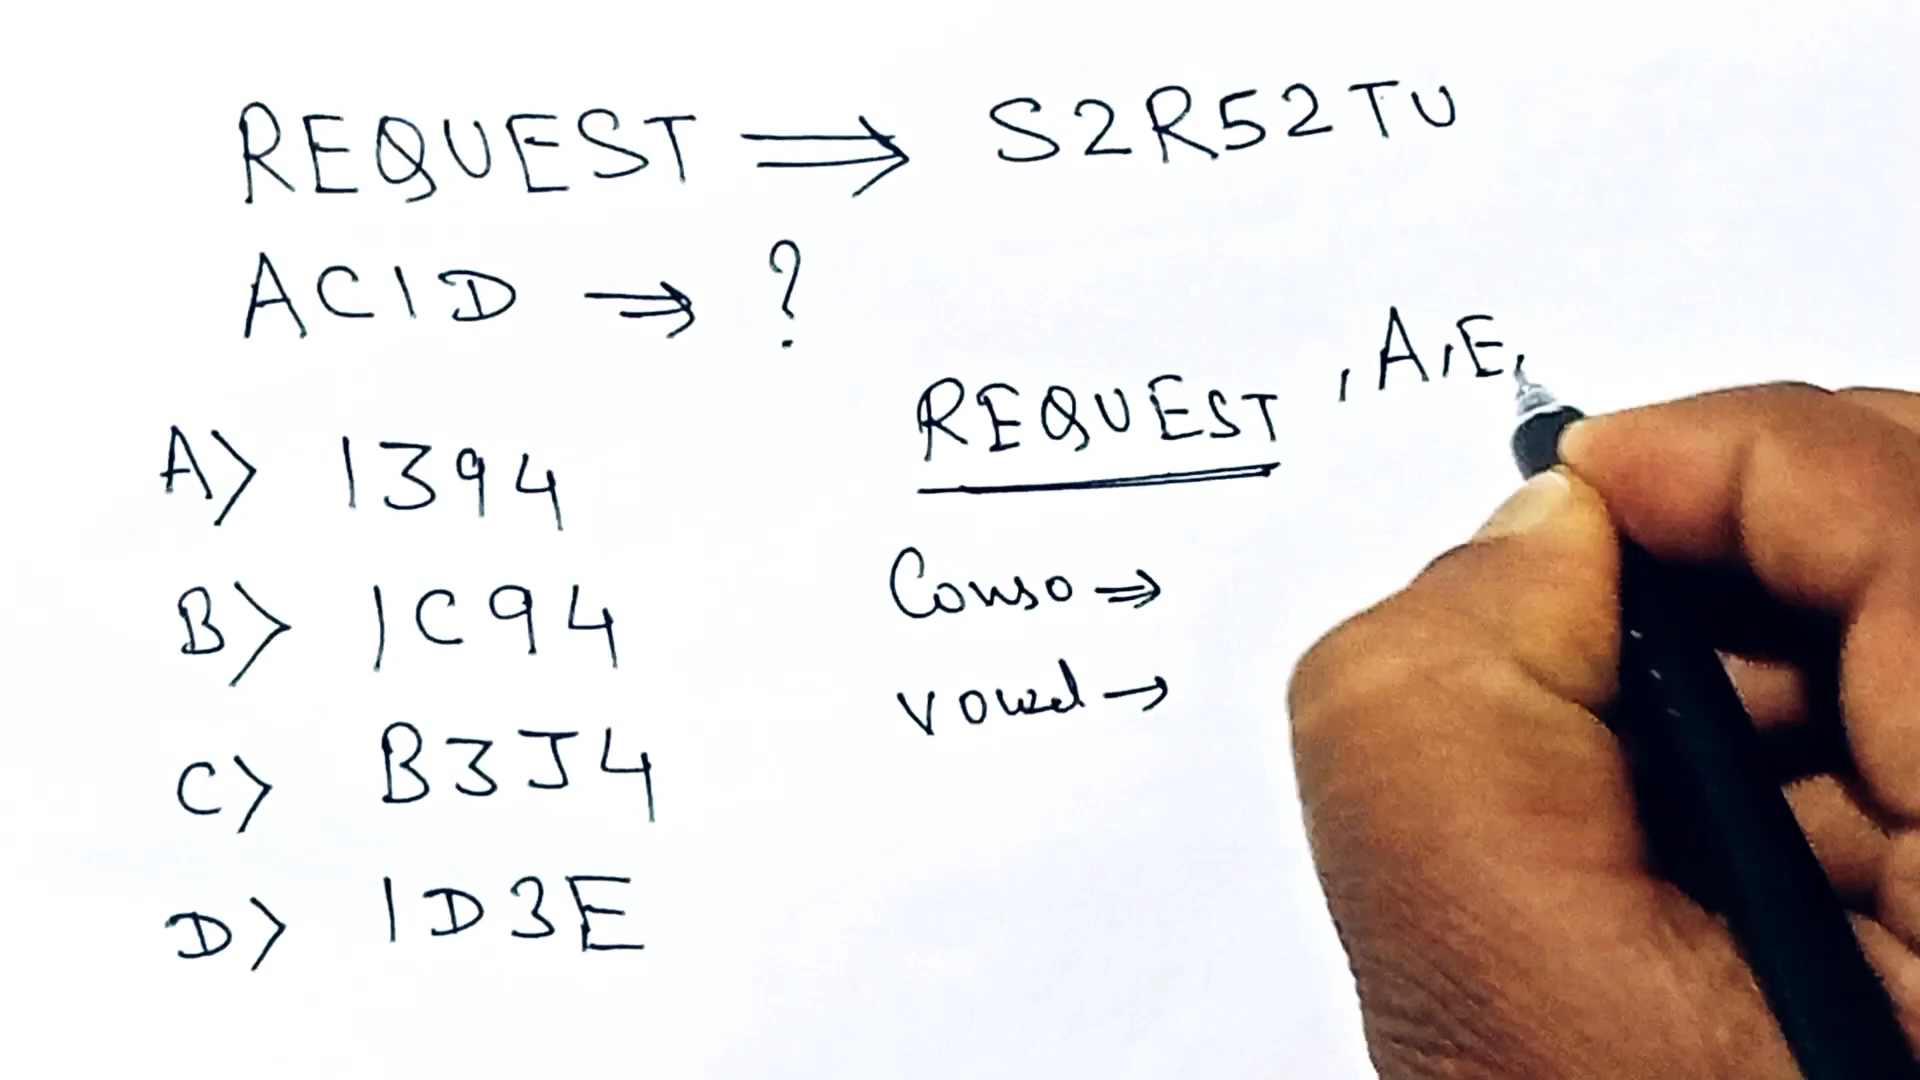 REQUEST ⇒ S2R52TU
ACID ⇒ ?
A) 1394
B) 1C94
C) B3J4
D) 1D3E
REQUEST , A, E,
Conso ⇒
vowel →